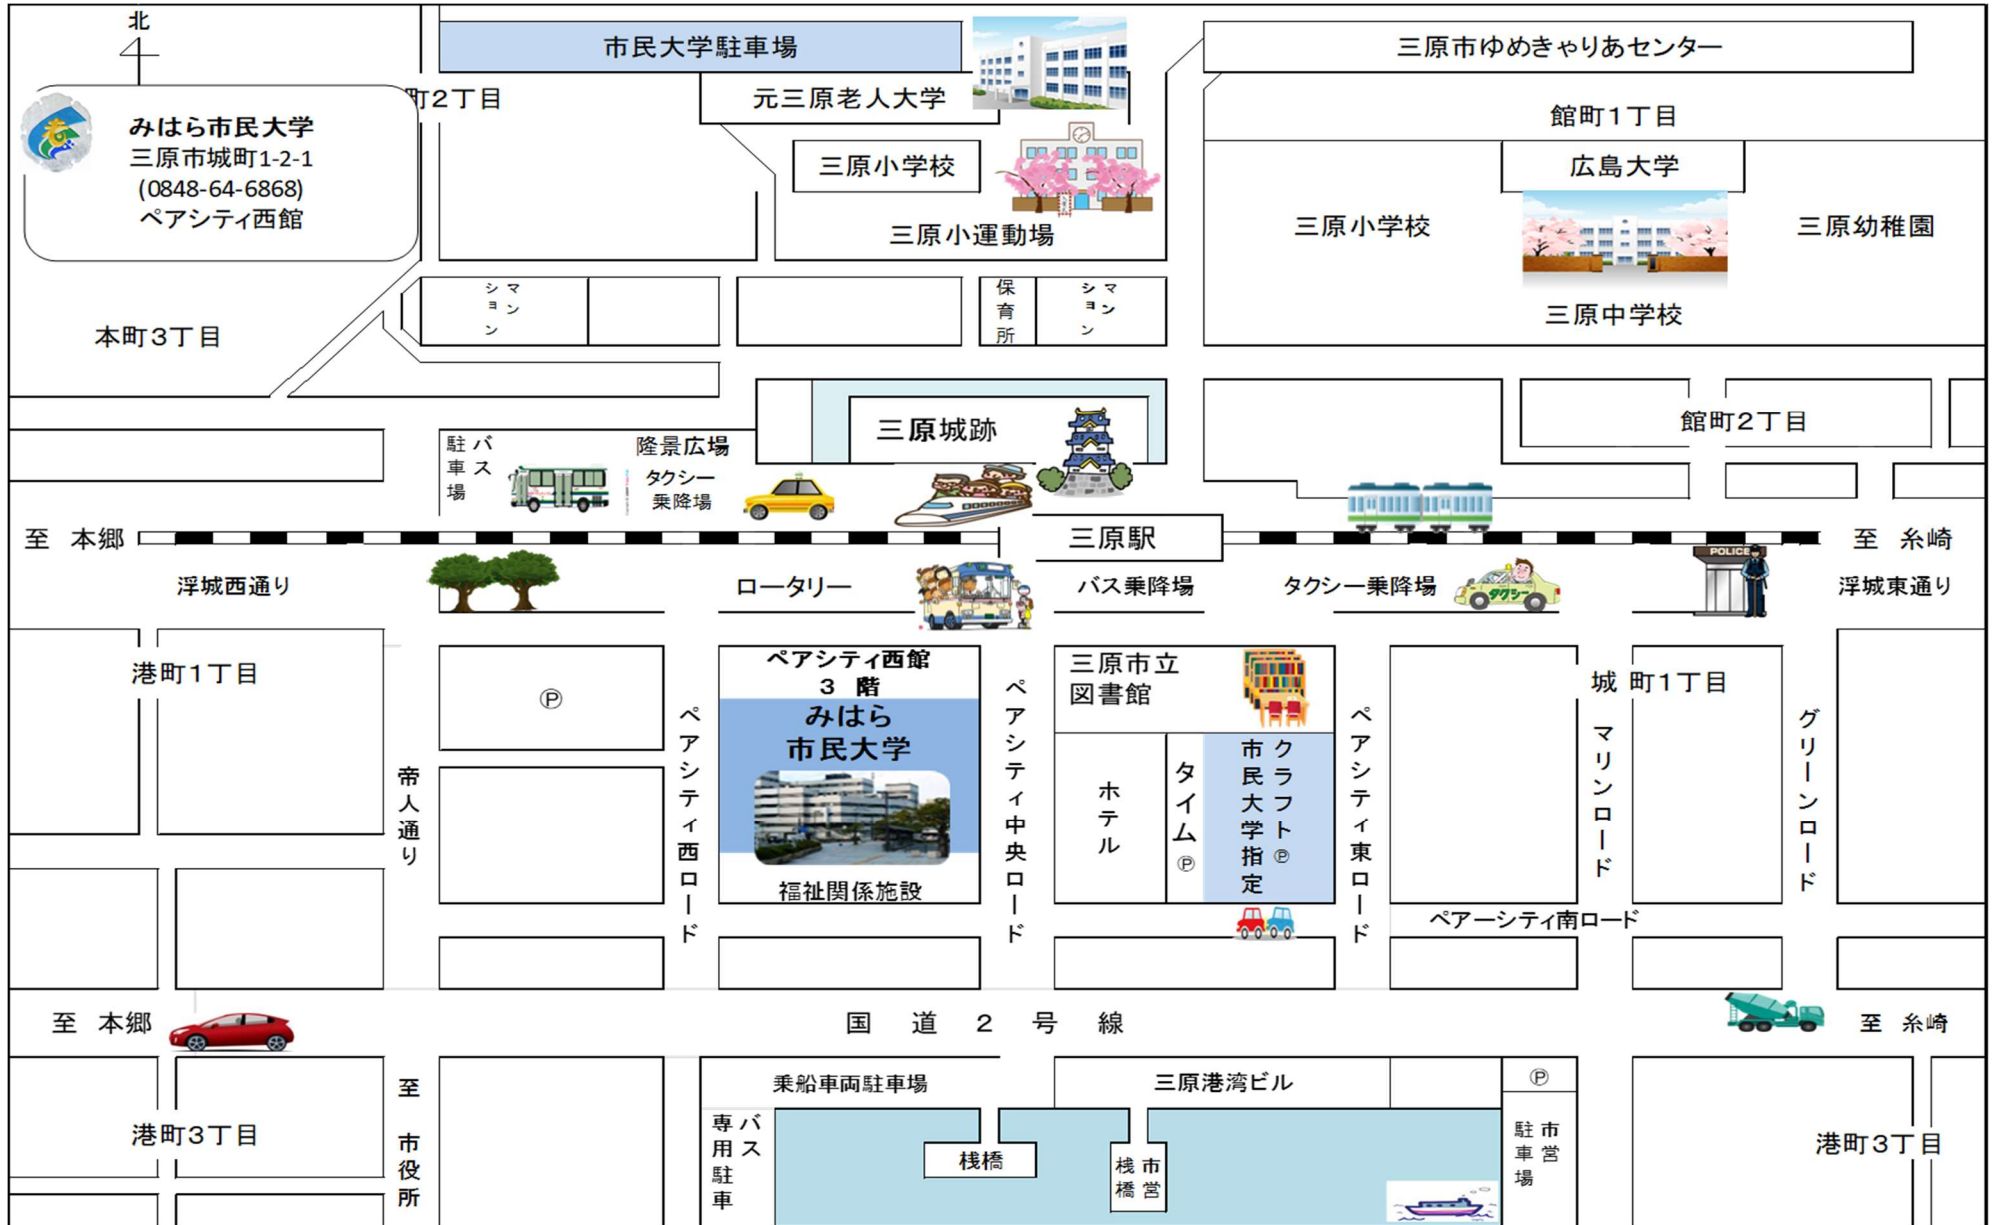 北
市民大学駐車場
三原市ゆめきゃりあセンター
町2丁目
元三原老人大学
館町1丁目
みはら市民大学
三原市城町1-2-1
(0848-64-6868)
ペアシティ西館
三原小学校
広島大学
三原小運動場
三原小学校
三原幼稚園
マンション
保育所
マンション
三原中学校
本町3丁目
三原城跡
館町2丁目
バス駐車場
隆景広場
タクシー
乗降場
至 本郷
三原駅
至 糸崎
POLICE
浮城西通り
ロータリー
バス乗降場
タクシー乗降場
タクシー
浮城東通り
港町1丁目
Ⓟ
ペアシティ西館
3 階
みはら
市民大学
福祉関係施設
三原市立
図書館
城町1丁目
帝人通り
ペアシティ西ロード
ペアシティ中央ロード
ホテル
タイムⓅ
クラフトⓅ
市民大学指定
ペアシティ東ロード
マリンロード
グリーンロード
ペアーシティ南ロード
至 本郷
国道2号線
至 糸崎
至 市役所
乗船車両駐車場
三原港湾ビル
Ⓟ
港町3丁目
バス
専用駐車
桟橋
市営
桟橋
市営
駐車場
港町3丁目